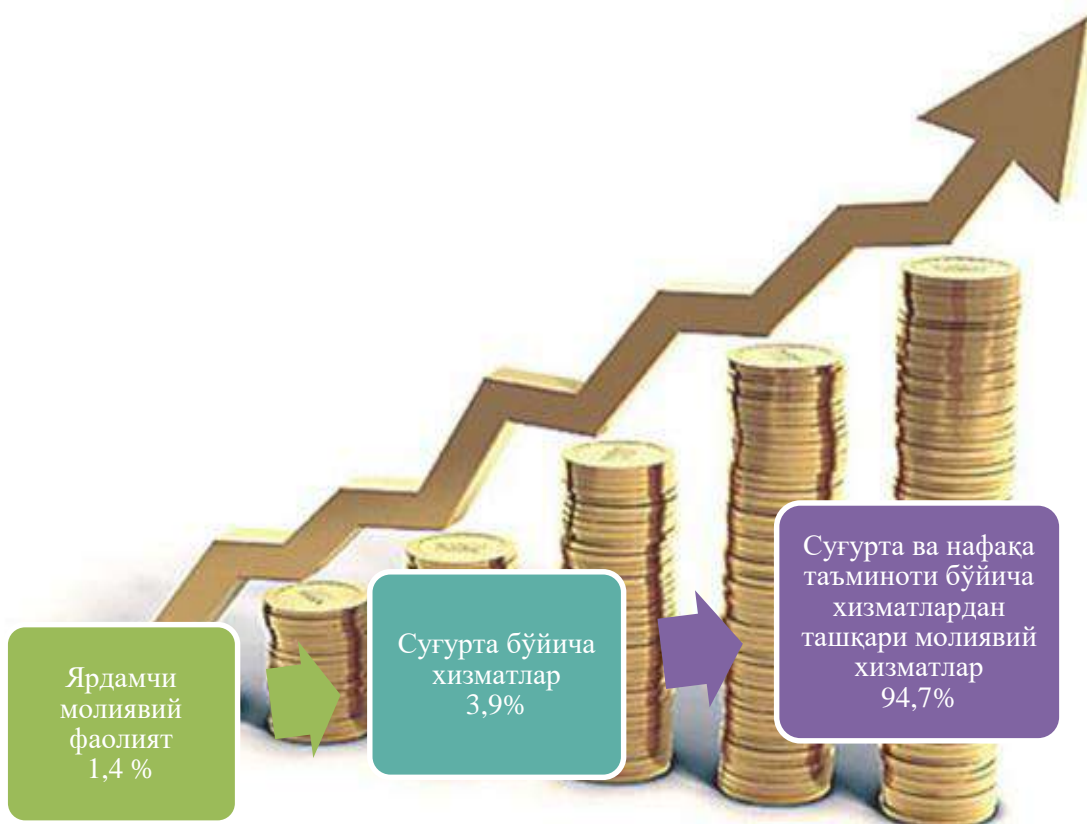 Ярдамчи
молиявий
фаолият
1,4 %
Суғурта бўйича
хизматлар
3,9%
Суғурта ва нафақа
таъминоти бўйича
хизматлардан
ташқари молиявий
хизматлар
94,7%